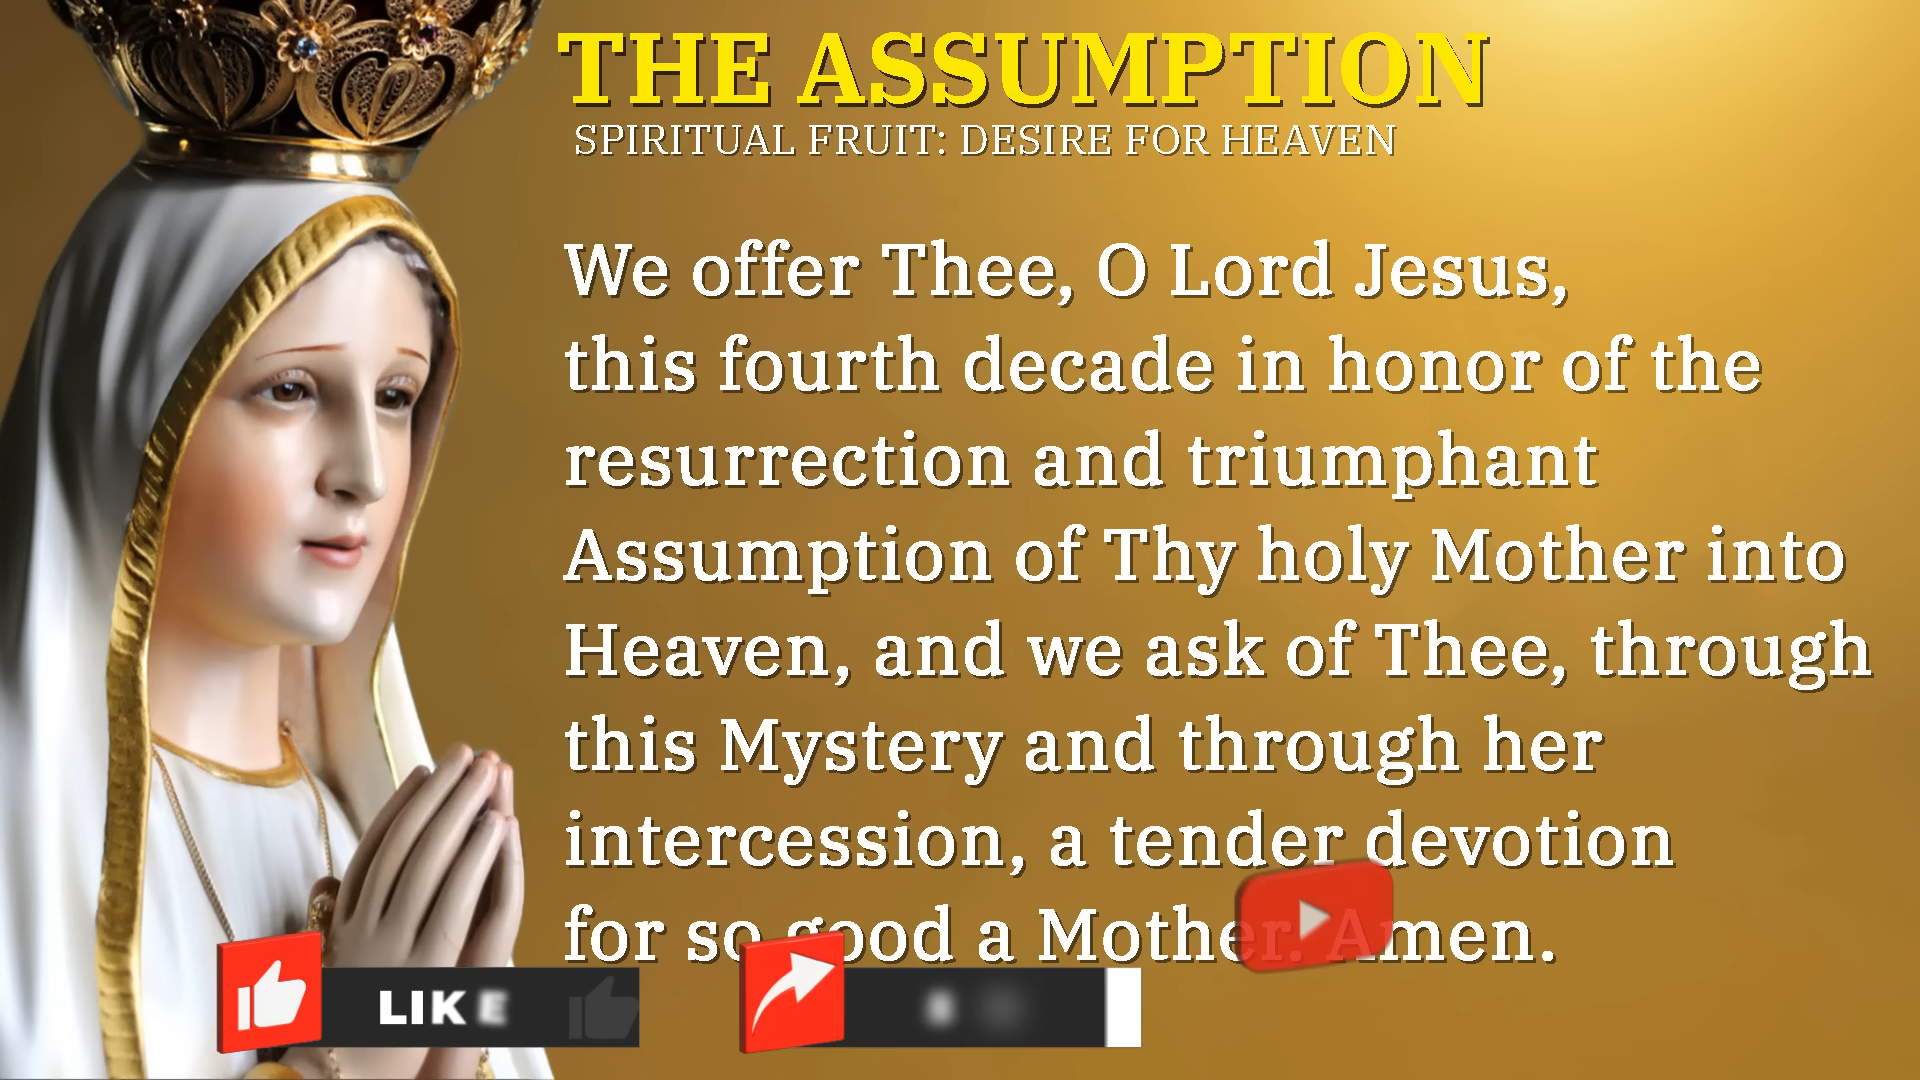 THE ASSUMPTION
SPIRITUAL FRUIT: DESIRE FOR HEAVEN
We offer Thee, O Lord Jesus,
this fourth decade in honor of the
resurrection and triumphant
Assumption of Thy holy Mother into
Heaven, and we ask of Thee, through
this Mystery and through her
intercession, a tender devotion
for so good a Mother. Amen.
LIKE